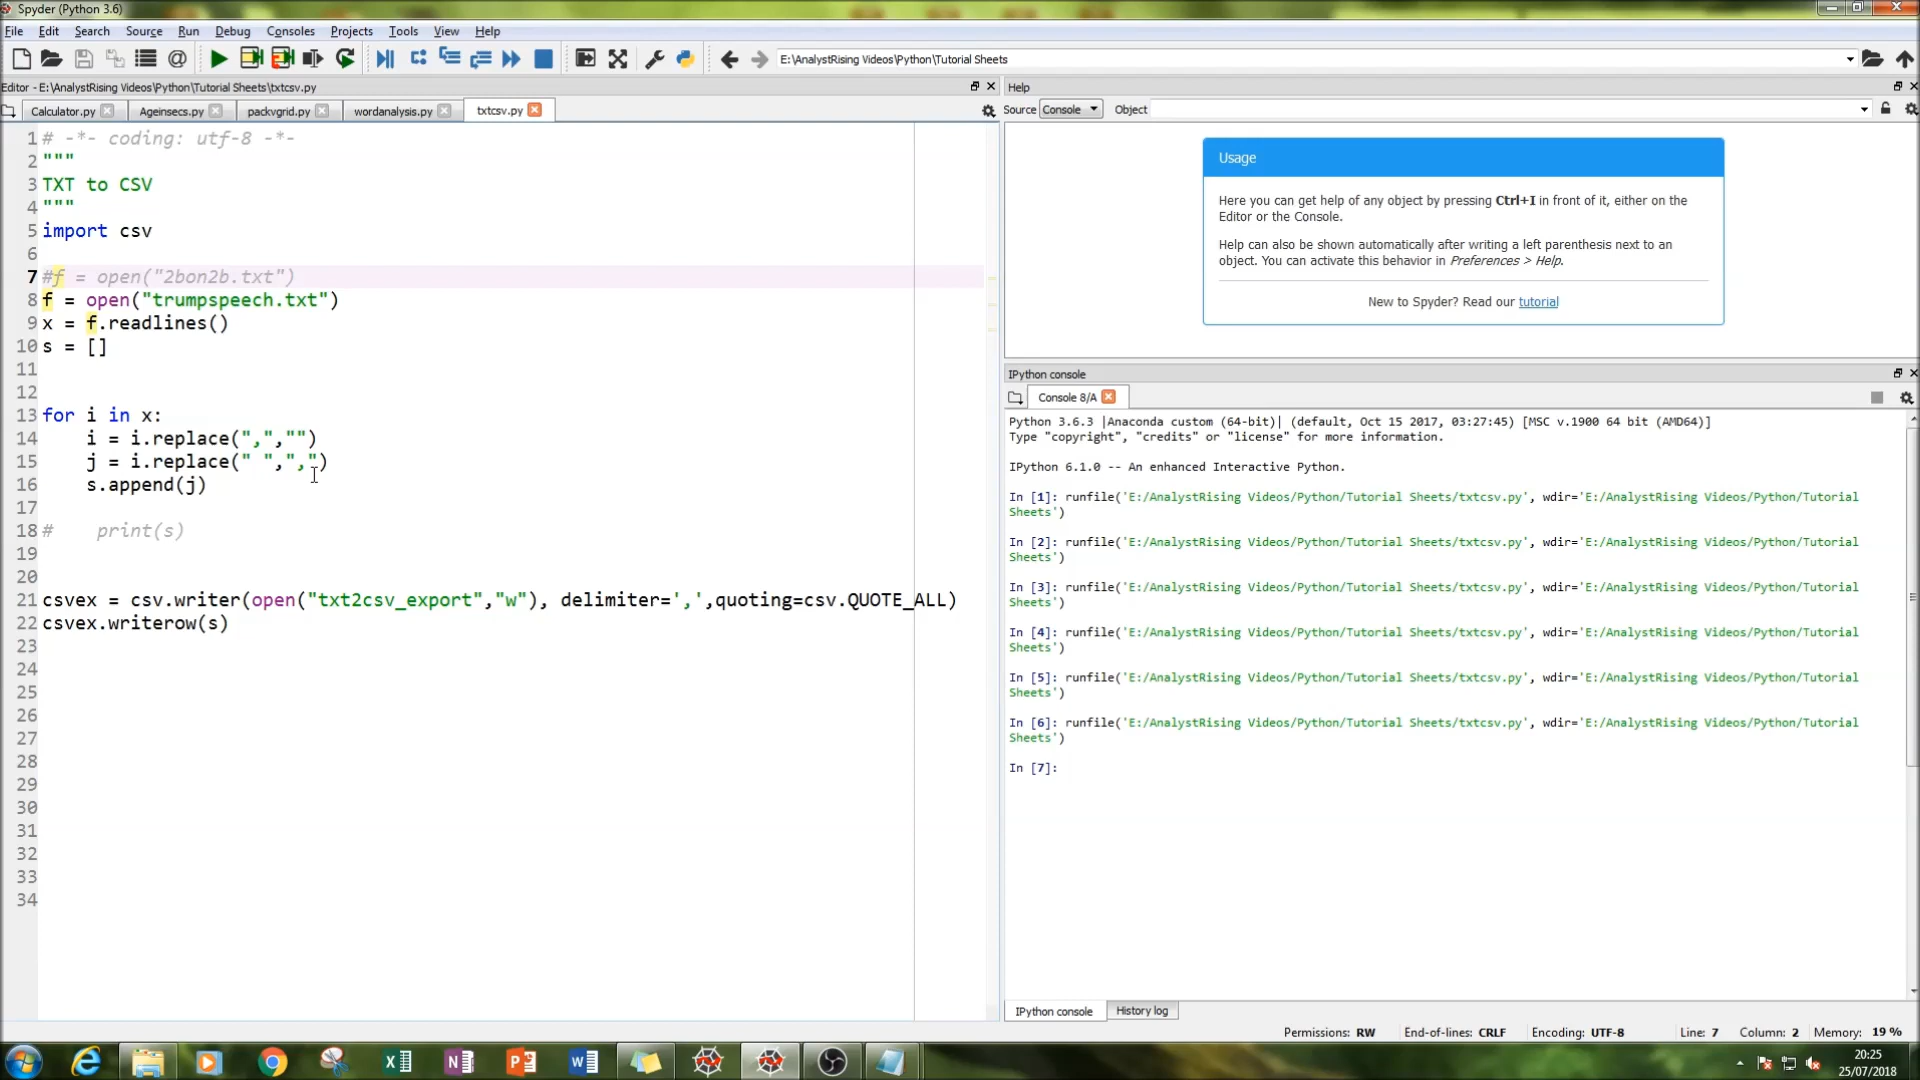 Spyder (Python 3.6)
File Edit Search Source Run Debug Consoles Projects Tools View Help
E:\AnalystRising Videos\Python\Tutorial Sheets
Editor - E:\AnalystRising Videos\Python\Tutorial Sheets\txtcsv.py
Calculator.py Ageinsecs.py packvgrid.py wordanalysis.py txtcsv.py
1 # -*- coding: utf-8 -*-
2 """
3 TXT to CSV
4 """
5 import csv
6
7 #f = open("2bon2b.txt")
8 f = open("trumpspeech.txt")
9 x = f.readlines()
10 s = []
11
12
13 for i in x:
14     i = i.replace(",","")
15     j = i.replace(" ",",")
16     s.append(j)
17
18 #    print(s)
19
20
21 csvex = csv.writer(open("txt2csv_export","w"), delimiter=',',quoting=csv.QUOTE_ALL)
22 csvex.writerow(s)
23
24
25
26
27
28
29
30
31
32
33
34
Help
Source Console Object
Usage
Here you can get help of any object by pressing Ctrl+I in front of it, either on the
Editor or the Console.
Help can also be shown automatically after writing a left parenthesis next to an
object. You can activate this behavior in Preferences > Help.
New to Spyder? Read our tutorial
IPython console
Console 8/A
Python 3.6.3 |Anaconda custom (64-bit)| (default, Oct 15 2017, 03:27:45) [MSC v.1900 64 bit (AMD64)]
Type "copyright", "credits" or "license" for more information.
IPython 6.1.0 -- An enhanced Interactive Python.
In [1]: runfile('E:/AnalystRising Videos/Python/Tutorial Sheets/txtcsv.py', wdir='E:/AnalystRising Videos/Python/Tutorial
Sheets')
In [2]: runfile('E:/AnalystRising Videos/Python/Tutorial Sheets/txtcsv.py', wdir='E:/AnalystRising Videos/Python/Tutorial
Sheets')
In [3]: runfile('E:/AnalystRising Videos/Python/Tutorial Sheets/txtcsv.py', wdir='E:/AnalystRising Videos/Python/Tutorial
Sheets')
In [4]: runfile('E:/AnalystRising Videos/Python/Tutorial Sheets/txtcsv.py', wdir='E:/AnalystRising Videos/Python/Tutorial
Sheets')
In [5]: runfile('E:/AnalystRising Videos/Python/Tutorial Sheets/txtcsv.py', wdir='E:/AnalystRising Videos/Python/Tutorial
Sheets')
In [6]: runfile('E:/AnalystRising Videos/Python/Tutorial Sheets/txtcsv.py', wdir='E:/AnalystRising Videos/Python/Tutorial
Sheets')
In [7]:
IPython console History log
Permissions: RW End-of-lines: CRLF Encoding: UTF-8 Line: 7 Column: 2 Memory: 19 %
20:25
25/07/2018